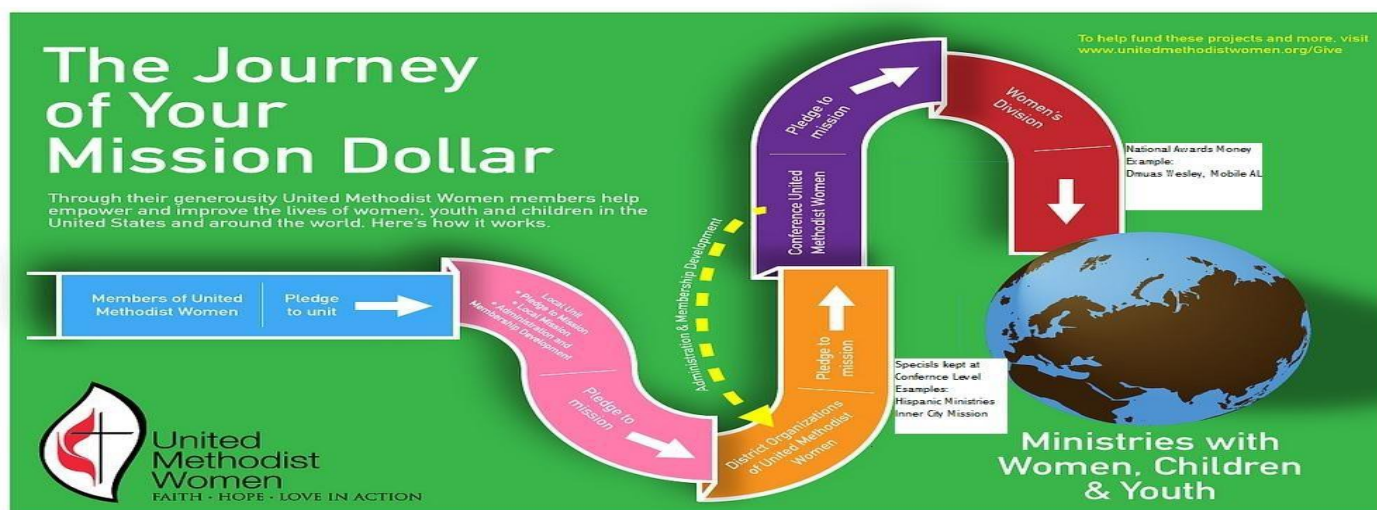 The Journey
of Your
Mission Dollar
Through their generousity United Methodist Women members help
empower and improve the lives of women, youth and children in the
United States and around the world. Here's how it works.
To help fund these projects and more. visit
www.unitedmethodistwomen.org/Give
Members of United
Methodist Women
Pledge
to unit
Local Unit
• Pledge to Mission
• Local Mission
• Administration and
Membership Development
Pledge to
mission
District Organizations
of United Methodist
Women
Pledge to
mission
Administration & Membership Development
Conference United
Methodist Women
Pledge to
mission
Women's
Division
National Awards Money
Example:
Dmuas Wesley, Mobile AL
Specisls kept at
Confernce Level
Esamples:
Hispanic Ministries
Inner City Mission
Ministries with
Women, Children
& Youth
United
Methodist
Women
FAITH • HOPE • LOVE IN ACTION